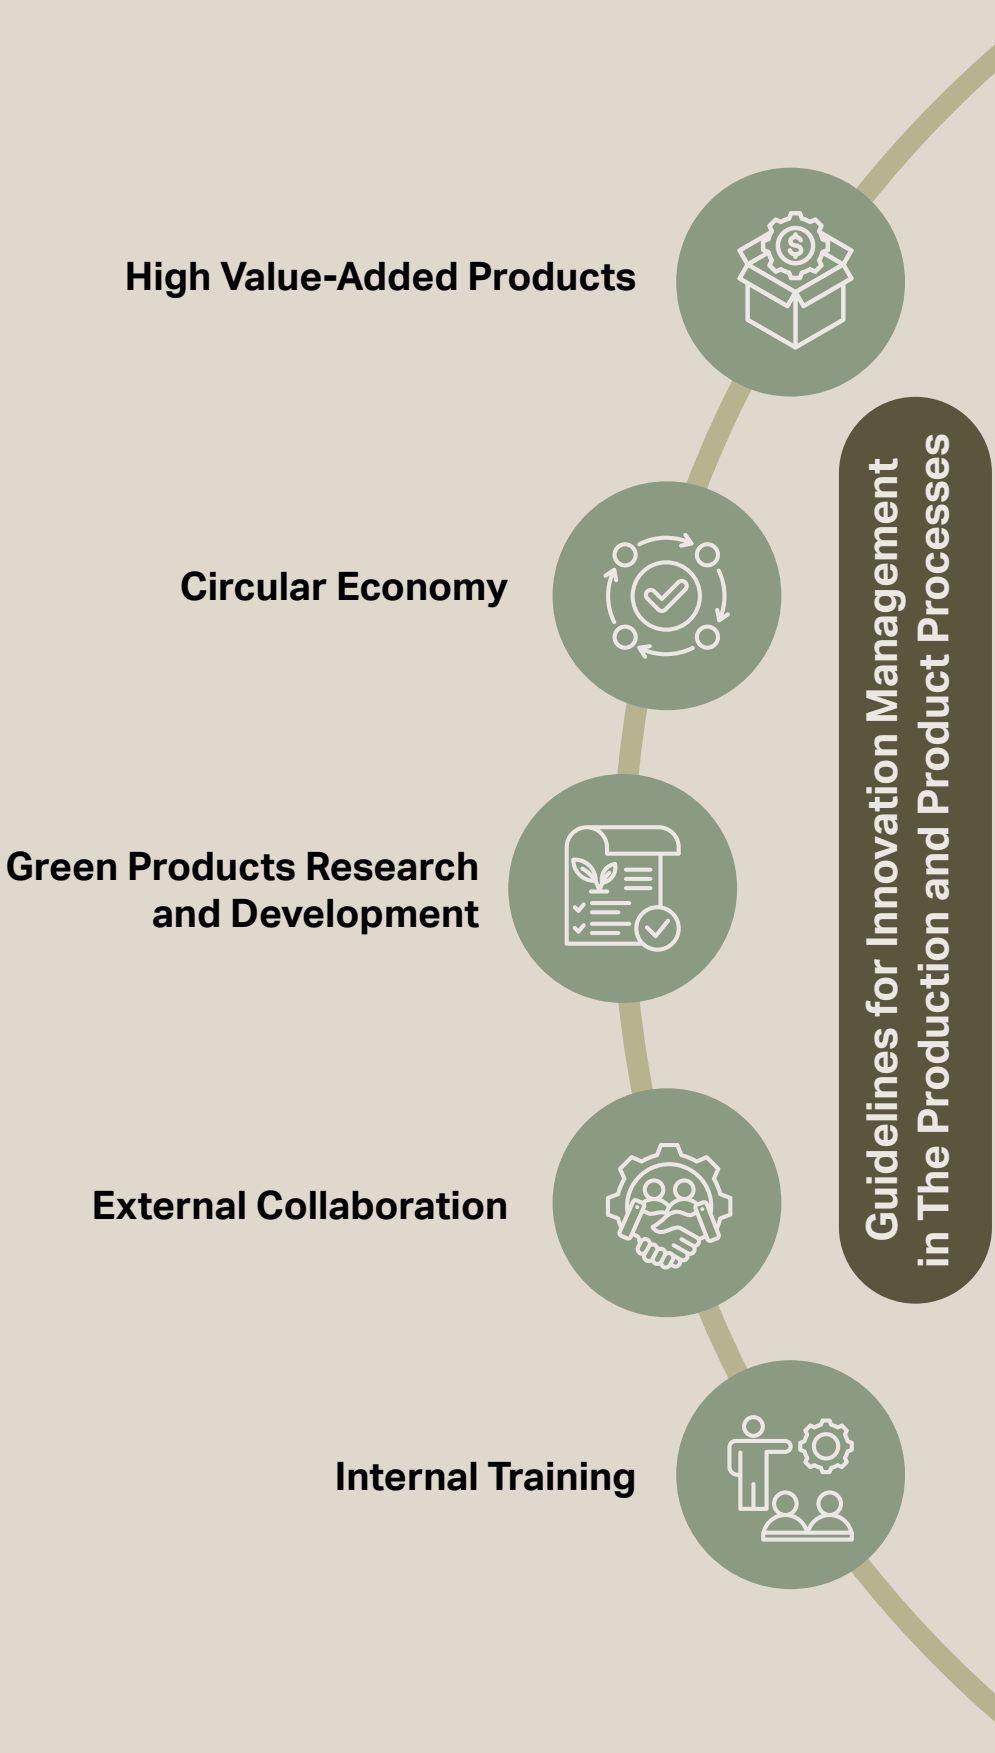 High Value-Added Products
Circular Economy
Green Products Research
and Development
External Collaboration
Internal Training
Guidelines for Innovation Management
in The Production and Product Processes
$